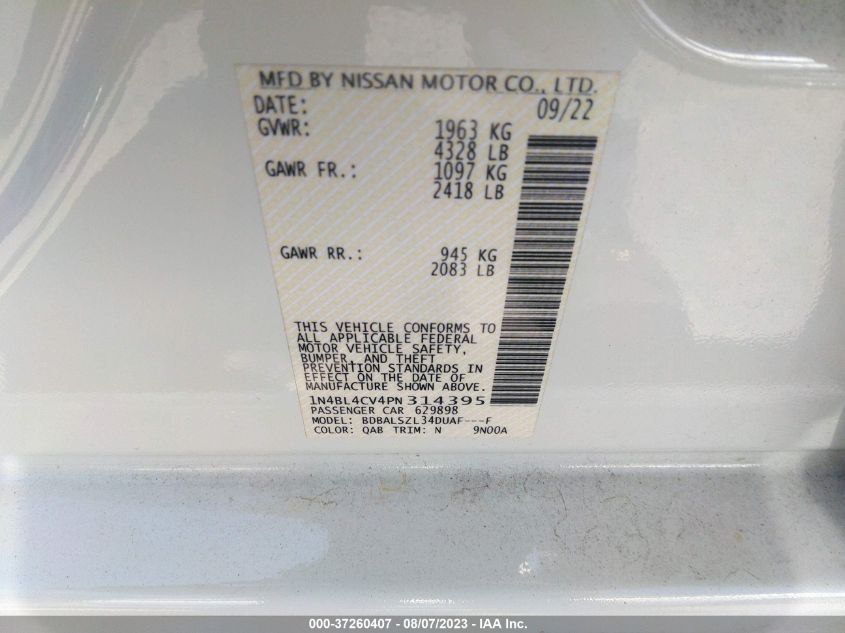 MFD BY NISSAN MOTOR CO., LTD.
DATE: 09/22
GVWR: 1963 KG
4328 LB
GAWR FR.: 1097 KG
2418 LB
GAWR RR.: 945 KG
2083 LB
THIS VEHICLE CONFORMS TO
ALL APPLICABLE FEDERAL
MOTOR VEHICLE SAFETY,
BUMPER, AND THEFT
PREVENTION STANDARDS IN
EFFECT ON THE DATE OF
MANUFACTURE SHOWN ABOVE.
1N4BL4CV4PN314395
PASSENGER CAR 629898
MODEL: BDBALSZL34DUAF---F
COLOR: QAB TRIM: N 9N00A
000-37260407 - 08/07/2023 - IAA Inc.